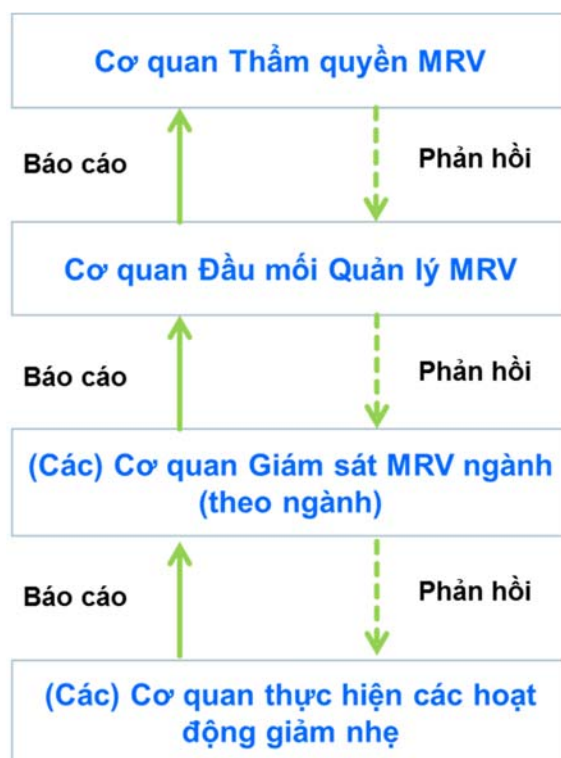 Cơ quan Thẩm quyền MRV
Báo cáo
Phản hồi
Cơ quan Đầu mối Quản lý MRV
Báo cáo
Phản hồi
(Các) Cơ quan Giám sát MRV ngành
(theo ngành)
Báo cáo
Phản hồi
(Các) Cơ quan thực hiện các hoạt
động giảm nhẹ